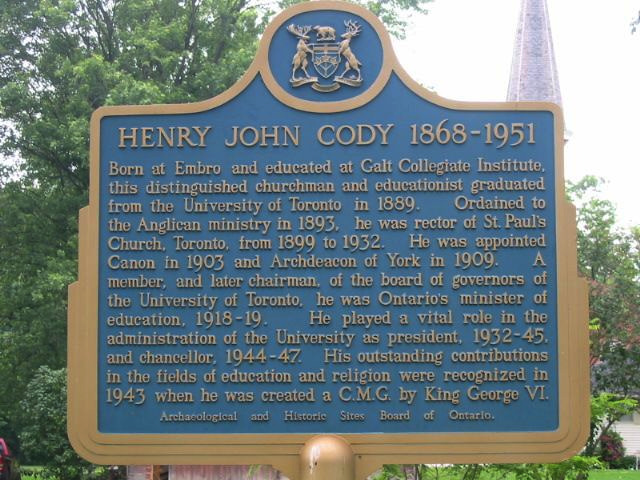 HENRY JOHN CODY 1868-1951
Born at Embro and educated at Galt Collegiate Institute,
this distinguished churchman and educationist graduated
from the University of Toronto in 1889. Ordained to
the Anglican ministry in 1893, he was rector of St. Paul's
Church, Toronto, from 1899 to 1932. He was appointed
Canon in 1903 and Archdeacon of York in 1909. A
member, and later chairman, of the board of governors of
the University of Toronto, he was Ontario's minister of
education, 1918-19. He played a vital role in the
administration of the University as president, 1932-45,
and chancellor, 1944-47. His outstanding contributions
in the fields of education and religion were recognized in
1943 when he was created a C.M.G. by King George VI.
Archaeological and Historic Sites Board of Ontario.